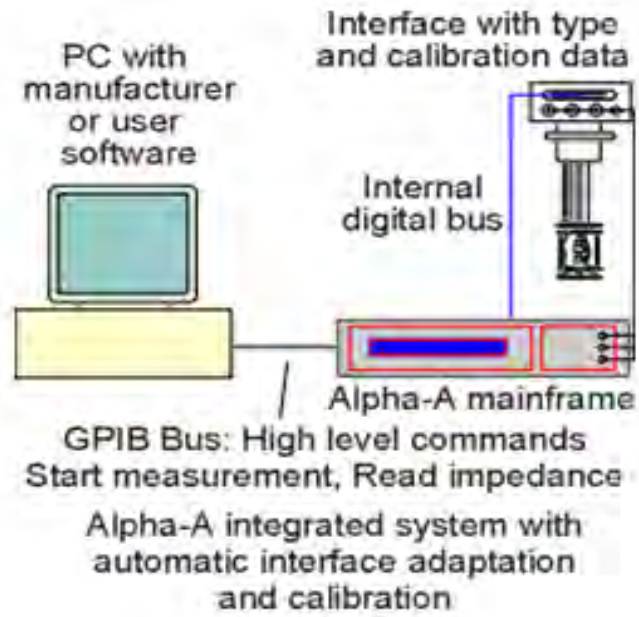 PC with
manufacturer
or user
software
Interface with type
and calibration data
Internal
digital bus
Alpha-A mainframe
GPIB Bus: High level commands
Start measurement, Read impedance
Alpha-A integrated system with
automatic interface adaptation
and calibration